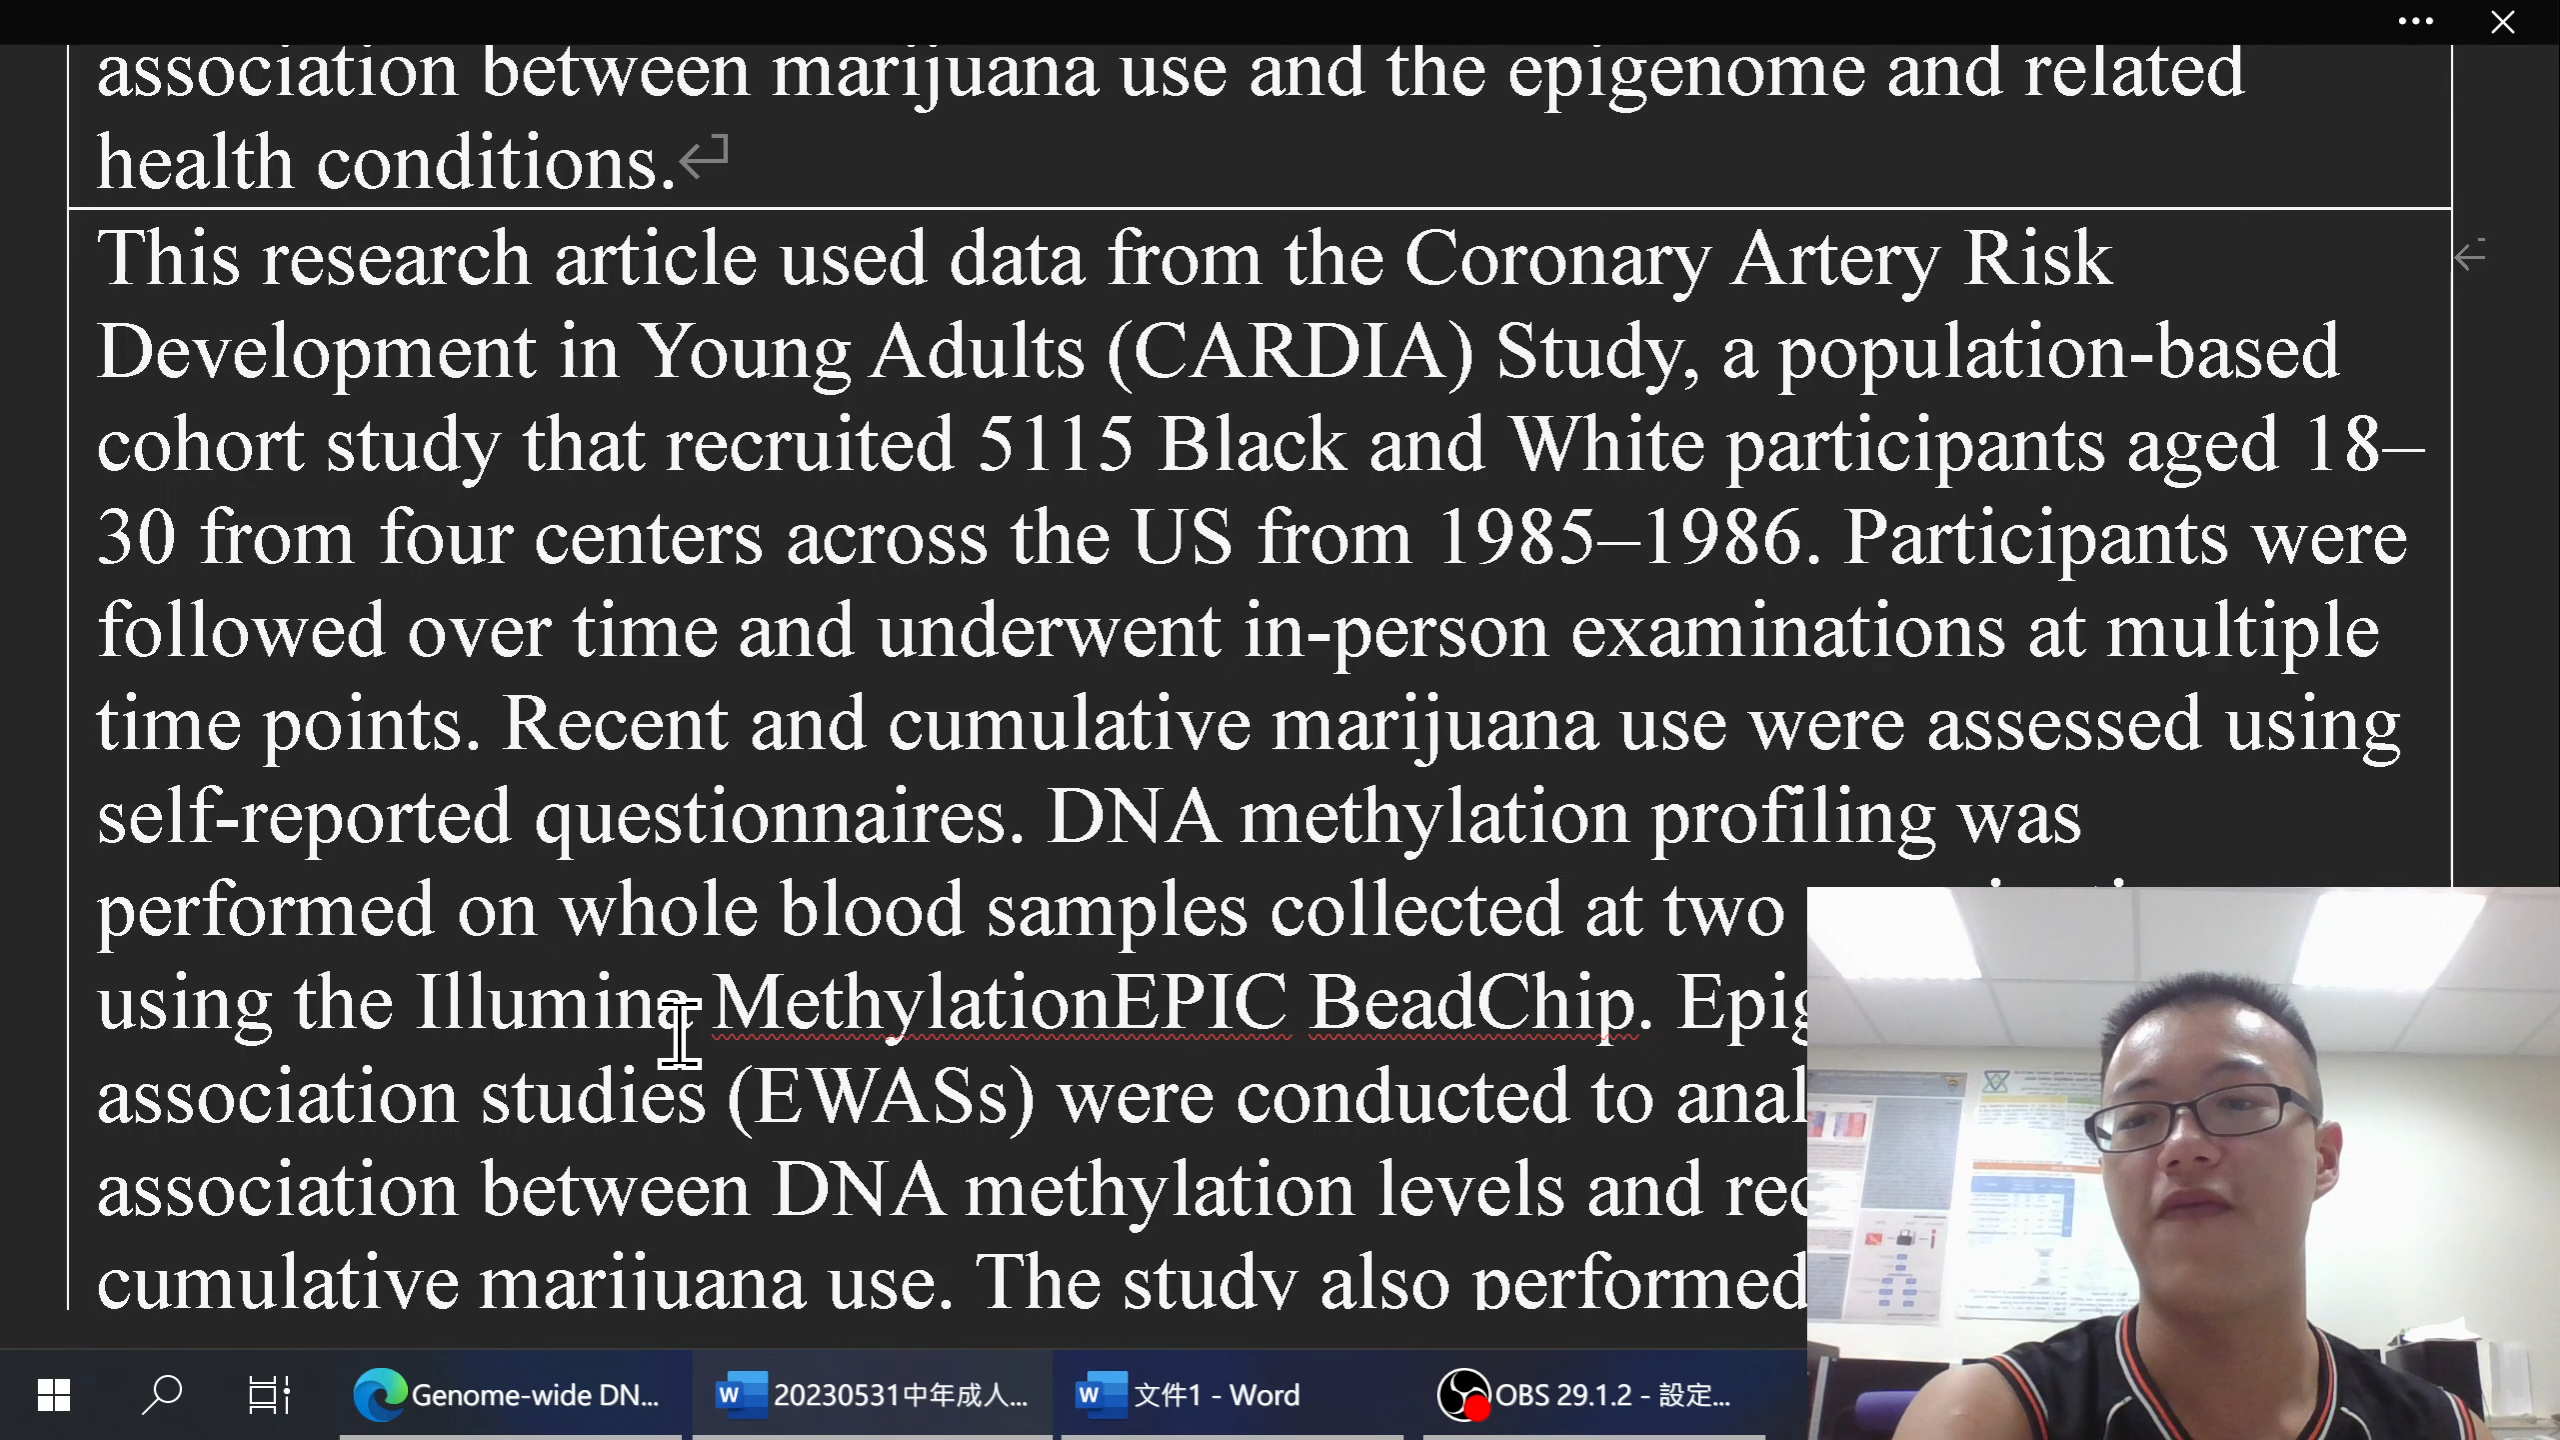 association between marijuana use and the epigenome and related
health conditions.
This research article used data from the Coronary Artery Risk
Development in Young Adults (CARDIA) Study, a population-based
cohort study that recruited 5115 Black and White participants aged 18–
30 from four centers across the US from 1985–1986. Participants were
followed over time and underwent in-person examinations at multiple
time points. Recent and cumulative marijuana use were assessed using
self-reported questionnaires. DNA methylation profiling was
performed on whole blood samples collected at two
using the Illumina MethylationEPIC BeadChip.
association studies (EWASs) were conducted to
association between DNA methylation levels and
cumulative marijuana use. The study also performed
Genome-wide DN...
20230531中年成人...
文件1 - Word
OBS 29.1.2 - 設定...